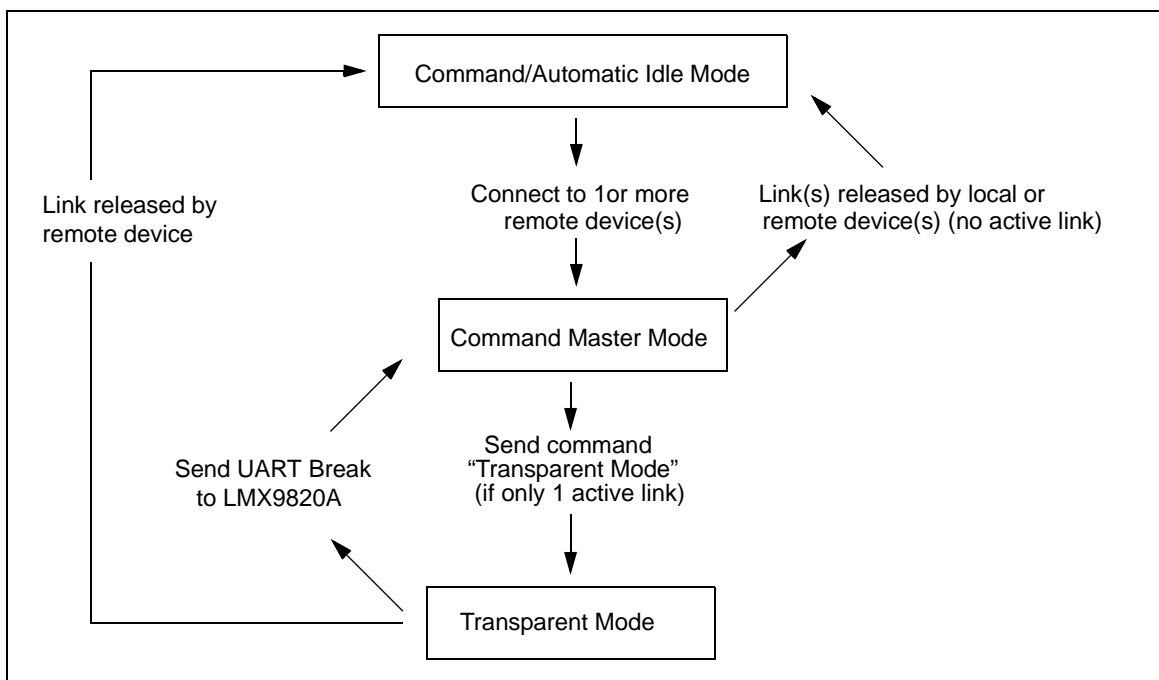 Command/Automatic Idle Mode
Link released by
remote device
Connect to 1or more
remote device(s)
Link(s) released by local or
remote device(s) (no active link)
Command Master Mode
Send UART Break
to LMX9820A
Send command
“Transparent Mode”
(if only 1 active link)
Transparent Mode